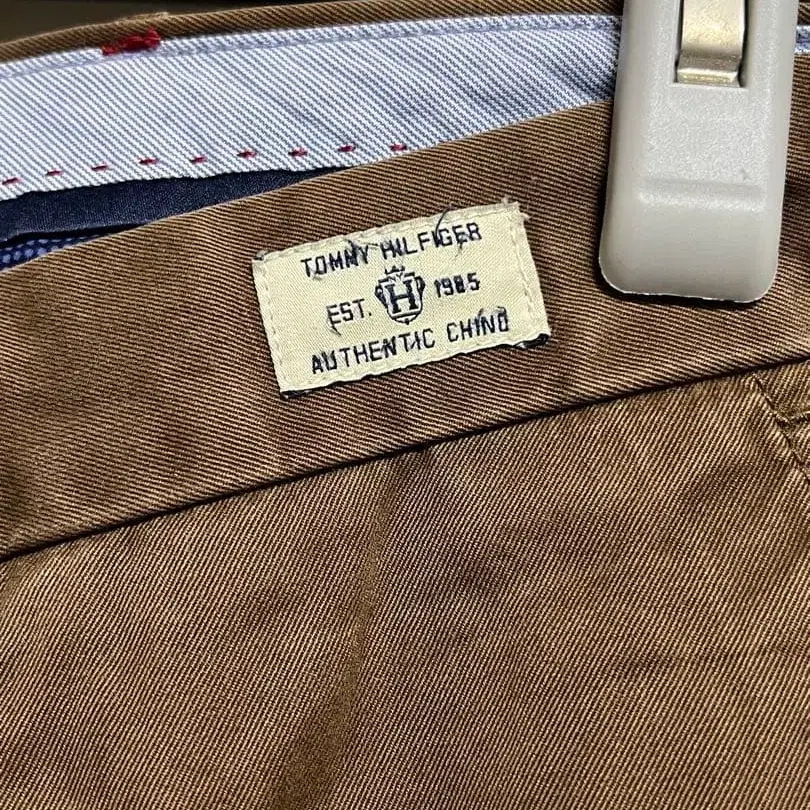 TOMMY HILFIGER
EST. H 1985
AUTHENTIC CHINO